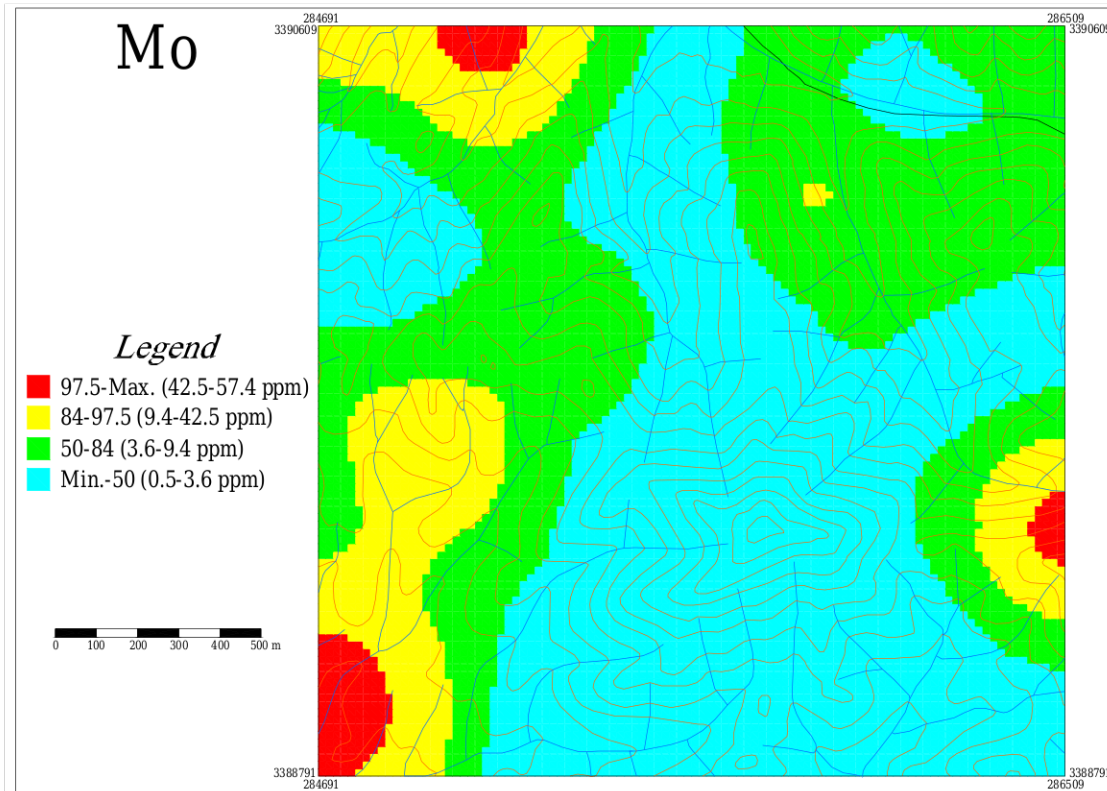 284691
286509
3390609
3390609
Mo
Legend
97.5-Max. (42.5-57.4 ppm)
84-97.5 (9.4-42.5 ppm)
50-84 (3.6-9.4 ppm)
Min.-50 (0.5-3.6 ppm)
0 100 200 300 400 500 m
3388791
3388791
284691
286509